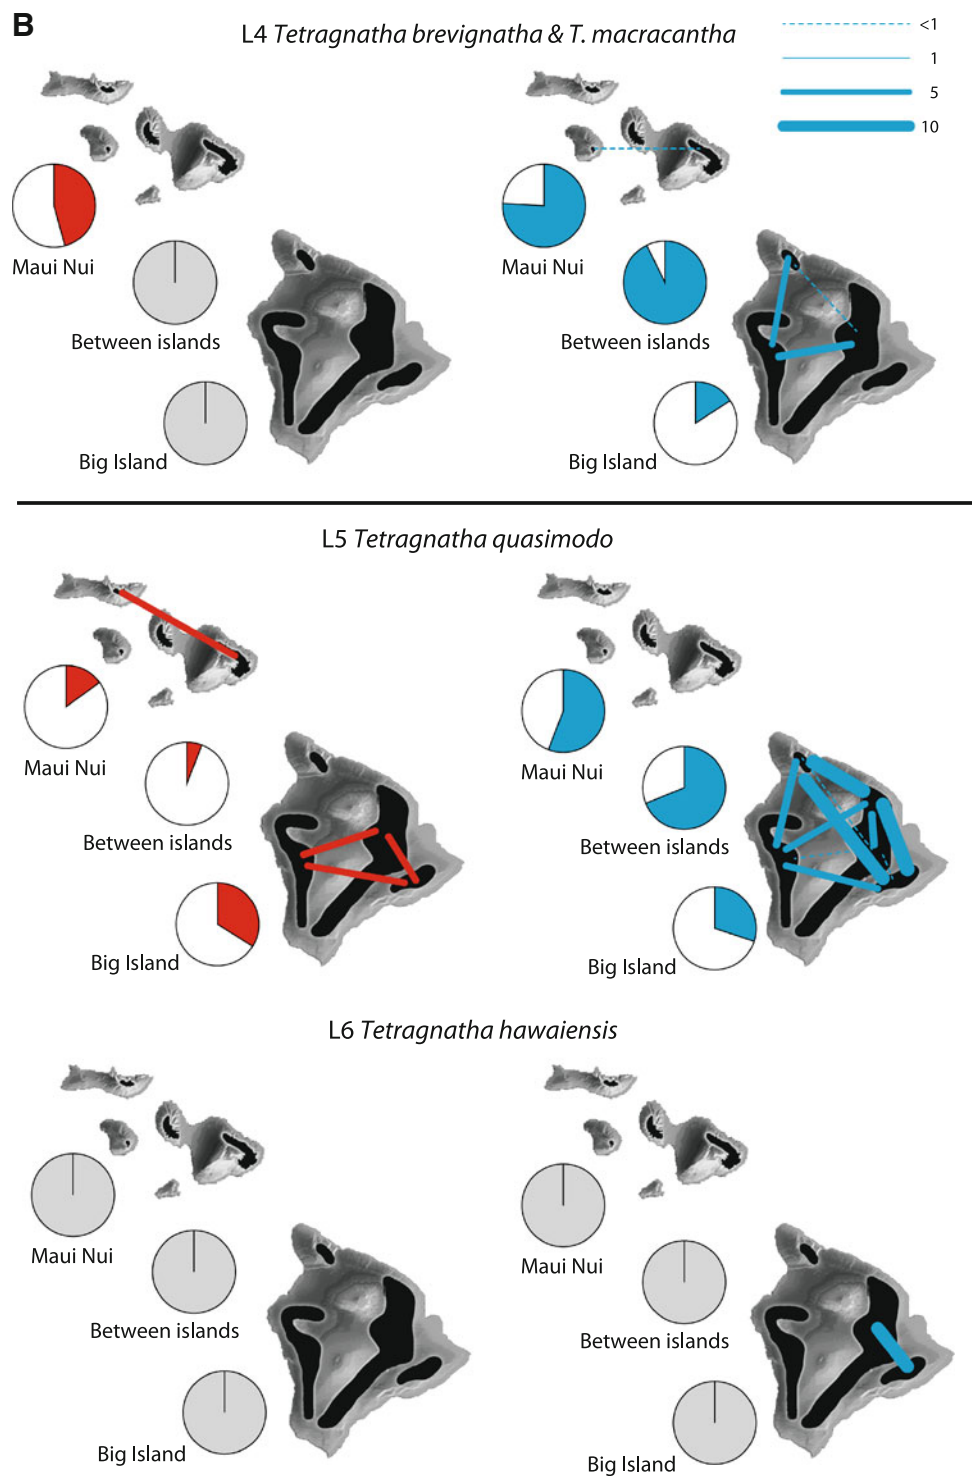 B
L4 Tetragnatha brevignatha & T. macracantha
<1
1
5
10
Maui Nui
Maui Nui
Between islands
Between islands
Big Island
Big Island
L5 Tetragnatha quasimodo
Maui Nui
Maui Nui
Between islands
Between islands
Big Island
Big Island
L6 Tetragnatha hawaiensis
Maui Nui
Maui Nui
Between islands
Between islands
Big Island
Big Island